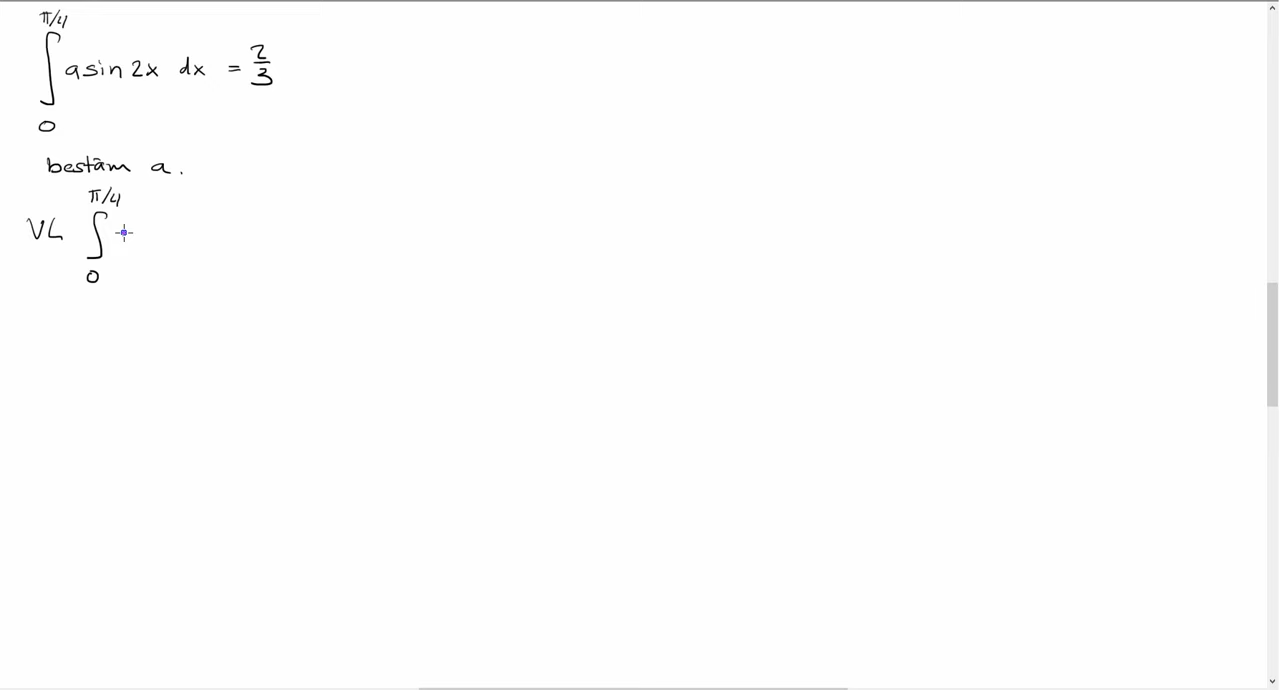 π/4
∫ asin 2x dx = 2/3
0
bestäm a.
π/4
VL ∫
0